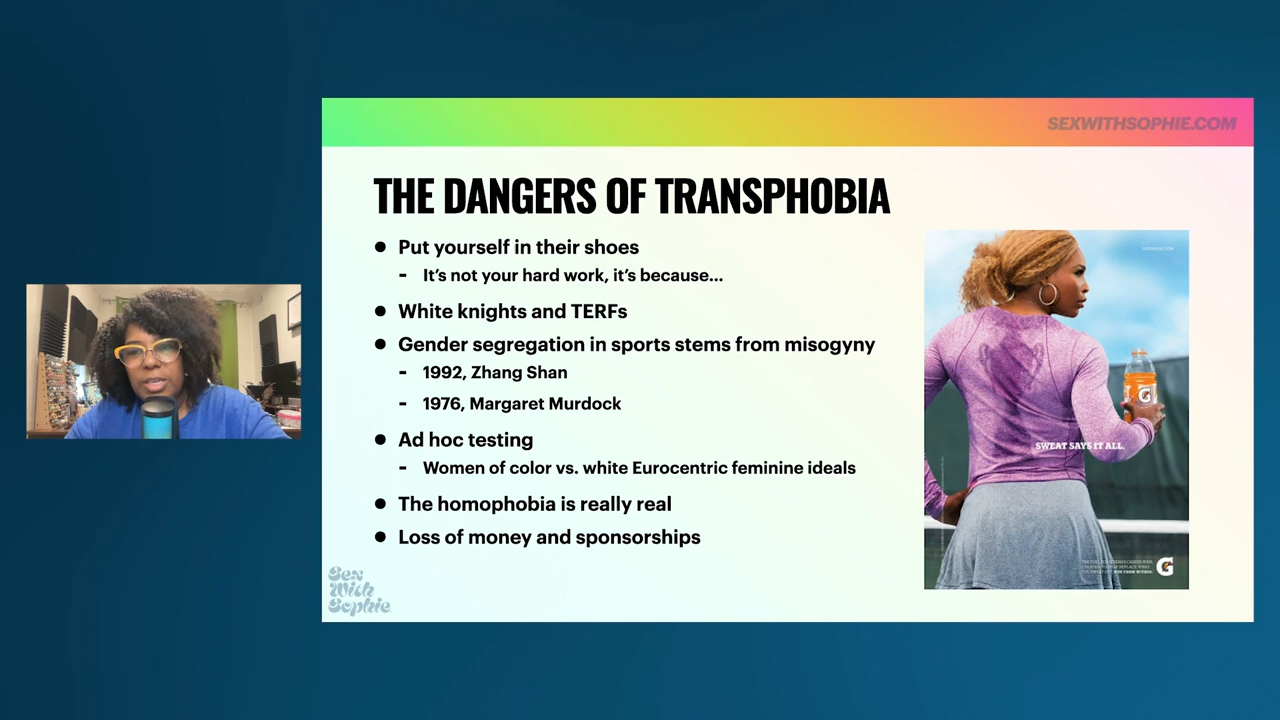 SEXWITHSOPHIE.COM
THE DANGERS OF TRANSPHOBIA
● Put yourself in their shoes
- It’s not your hard work, it’s because...
● White knights and TERFs
● Gender segregation in sports stems from misogyny
- 1992, Zhang Shan
- 1976, Margaret Murdock
● Ad hoc testing
- Women of color vs. white Eurocentric feminine ideals
● The homophobia is really real
● Loss of money and sponsorships
SWEAT SAYS IT ALL.
G
G
Sex
With
Sophie